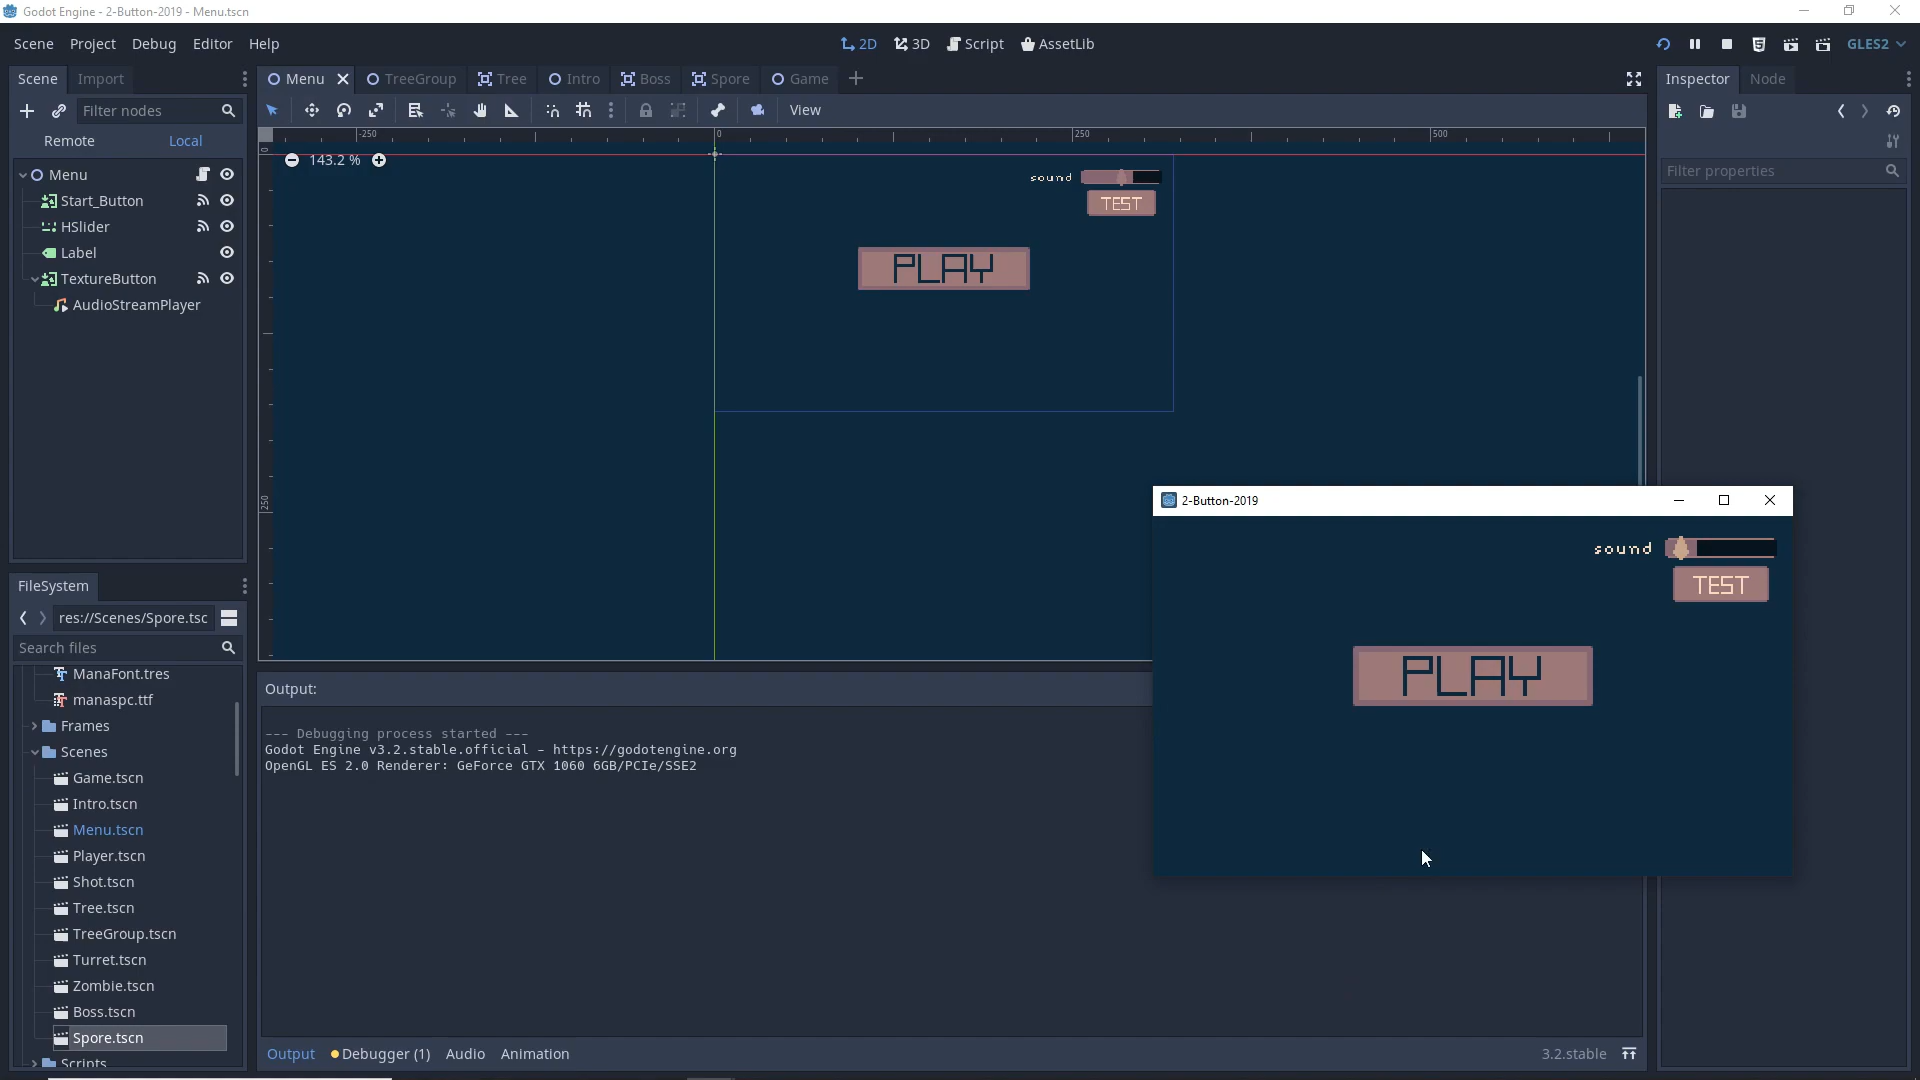 Godot Engine - 2-Button-2019 - Menu.tscn
Scene Project Debug Editor Help
2D 3D Script AssetLib
GLES2
Scene Import
Menu TreeGroup Tree Intro Boss Spore Game
Inspector Node
Filter nodes
View
Remote Local
-250 0 250 500
0
143.2 %
Filter properties
Menu
Start_Button
HSlider
Label
TextureButton
AudioStreamPlayer
sound
TEST
PLAY
250
2-Button-2019
sound
TEST
PLAY
FileSystem
res://Scenes/Spore.tsc
Search files
ManaFont.tres
manaspc.ttf
Frames
Scenes
Game.tscn
Intro.tscn
Menu.tscn
Player.tscn
Shot.tscn
Tree.tscn
TreeGroup.tscn
Turret.tscn
Zombie.tscn
Boss.tscn
Spore.tscn
Scripts
Output:
--- Debugging process started ---
Godot Engine v3.2.stable.official - https://godotengine.org
OpenGL ES 2.0 Renderer: GeForce GTX 1060 6GB/PCIe/SSE2
Output Debugger (1) Audio Animation
3.2.stable